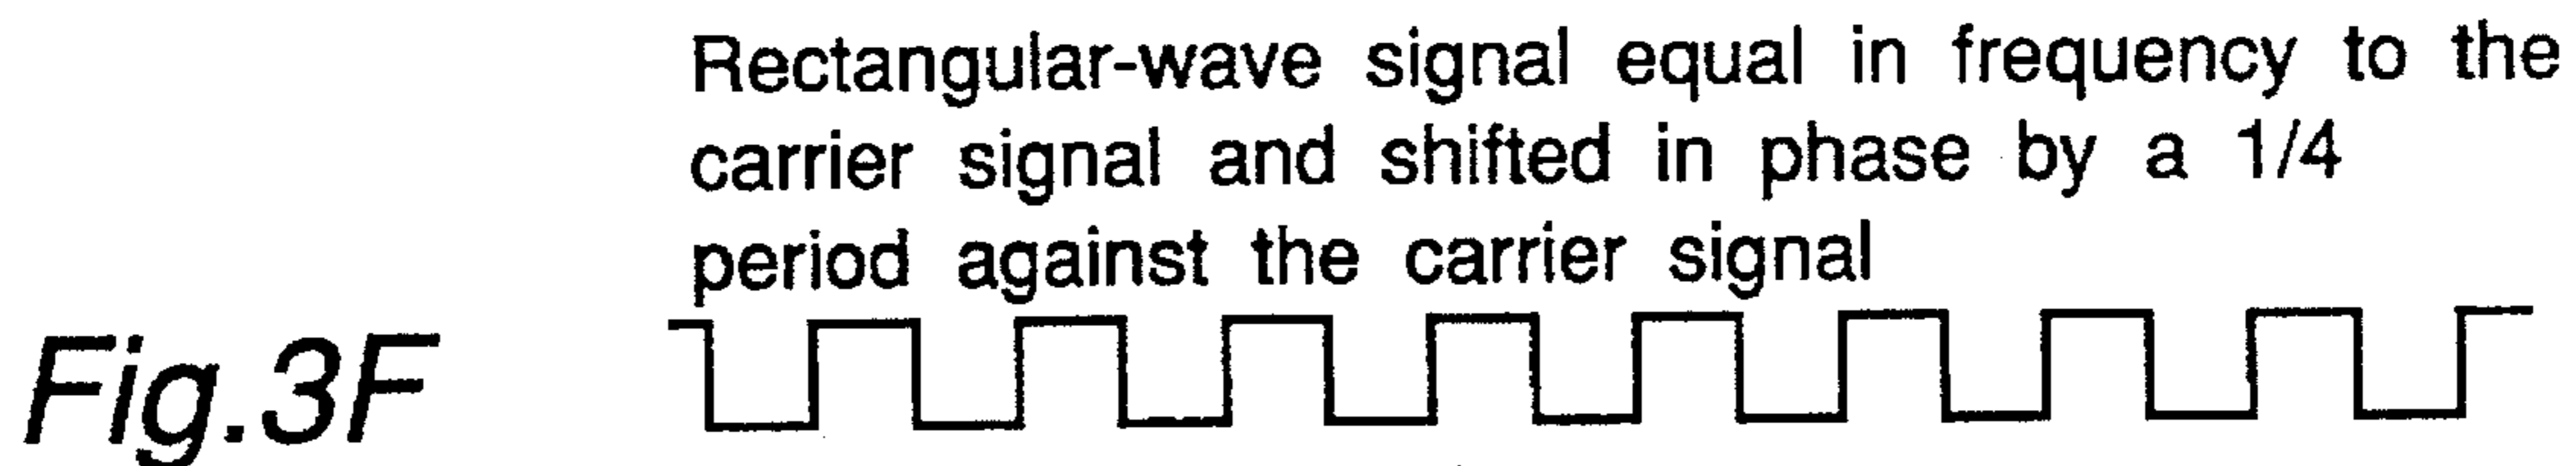 Rectangular-wave signal equal in frequency to the
carrier signal and shifted in phase by a 1/4
period against the carrier signal
Fig.3F